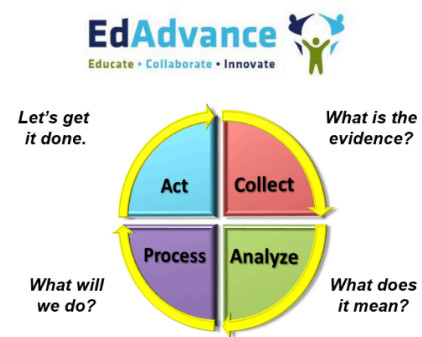 EdAdvance
Educate • Collaborate • Innovate
Let's get
it done.
What is the
evidence?
Act
Collect
Process
Analyze
What will
we do?
What does
it mean?